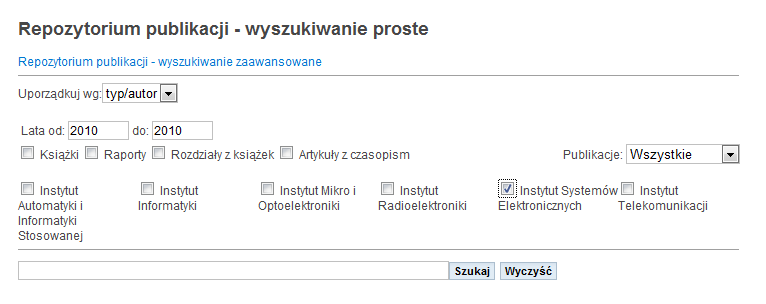 Repozytorium publikacji - wyszukiwanie proste
Repozytorium publikacji - wyszukiwanie zaawansowane
Uporządkuj wg: typ/autor
Lata od: 2010 do: 2010
Książki Raporty Rozdziały z książek Artykuły z czasopism Publikacje: Wszystkie
Instytut Automatyki i Informatyki Stosowanej
Instytut Informatyki
Instytut Mikro i Optoelektroniki
Instytut Radioelektroniki
Instytut Systemów Elektronicznych
Instytut Telekomunikacji
Szukaj Wyczyść